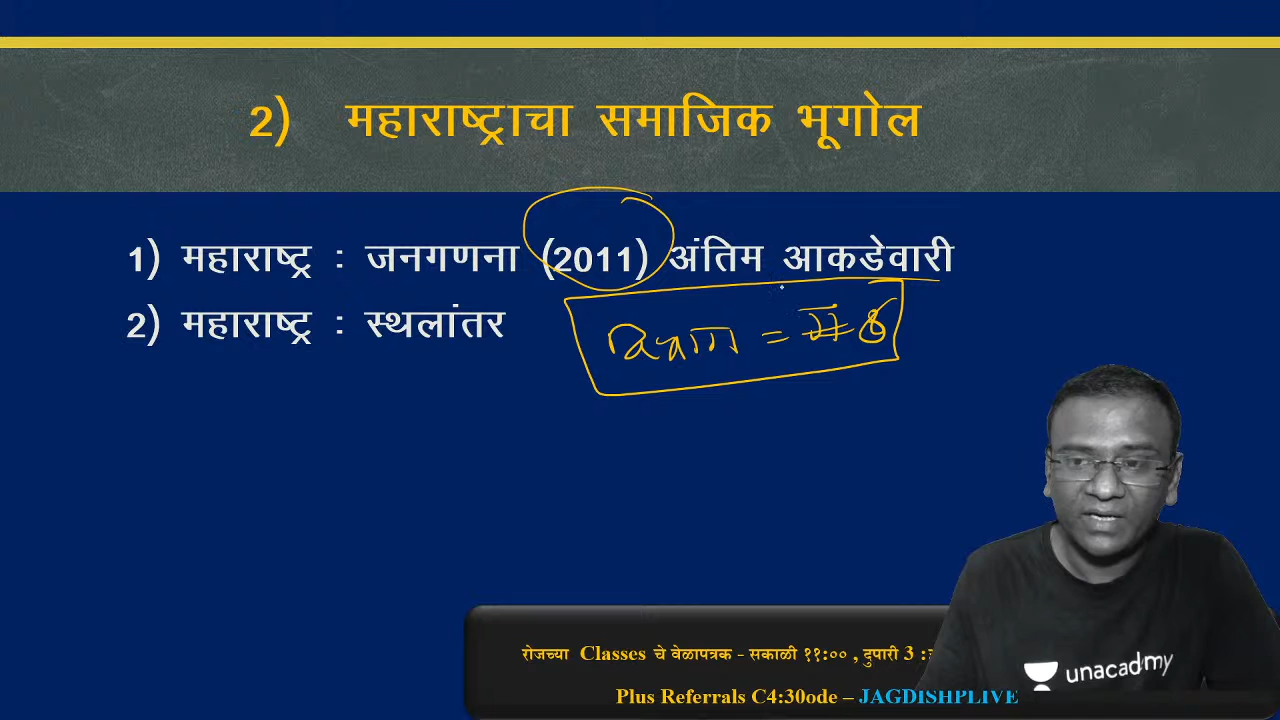 2) महाराष्ट्राचा समाजिक भूगोल
1) महाराष्ट्र : जनगणना (2011) अंतिम आकडेवारी
2) महाराष्ट्र : स्थलांतर
रोजच्या Classes चे वेळापत्रक - सकाळी ११:०० , दुपारी 3 :
Plus Referrals C4:30ode – JAGDISHPLIVE
unacademy